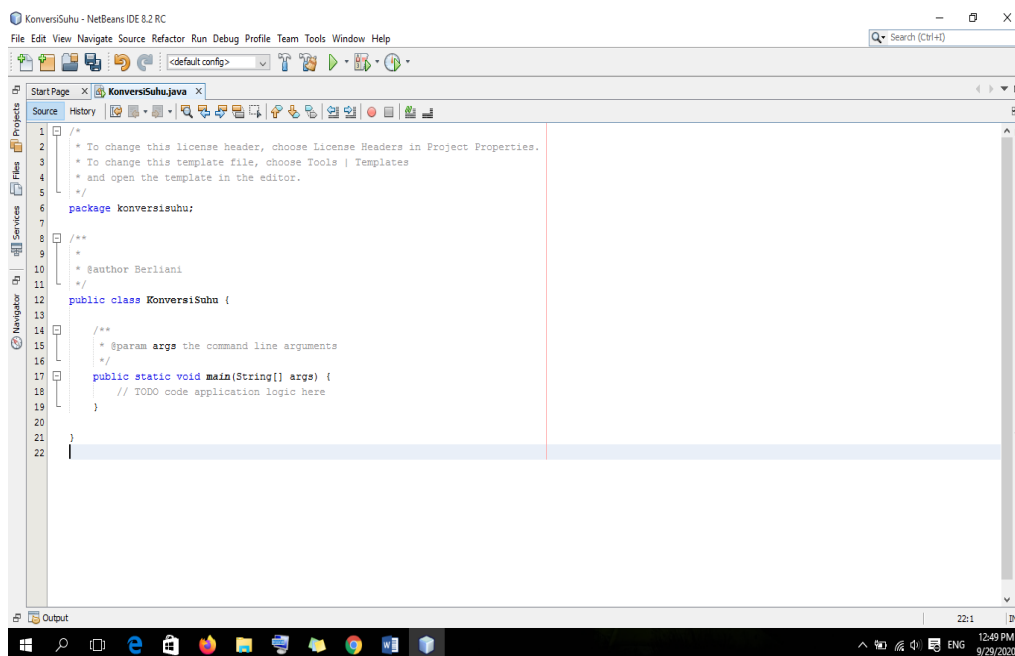 KonversiSuhu - NetBeans IDE 8.2 RC
File Edit View Navigate Source Refactor Run Debug Profile Team Tools Window Help
Search (Ctrl+I)
<default config>
Start Page
KonversiSuhu.java
Source History
Projects
Files
Services
Navigator
1 /*
2 * To change this license header, choose License Headers in Project Properties.
3 * To change this template file, choose Tools | Templates
4 * and open the template in the editor.
5 */
6 package konversisuhu;
7
8 /**
9 *
10 * @author Berliani
11 */
12 public class KonversiSuhu {
13
14 /**
15 * @param args the command line arguments
16 */
17 public static void main(String[] args) {
18 // TODO code application logic here
19 }
20
21 }
22
Output
22:1
ENG
12:49 PM
9/29/2020